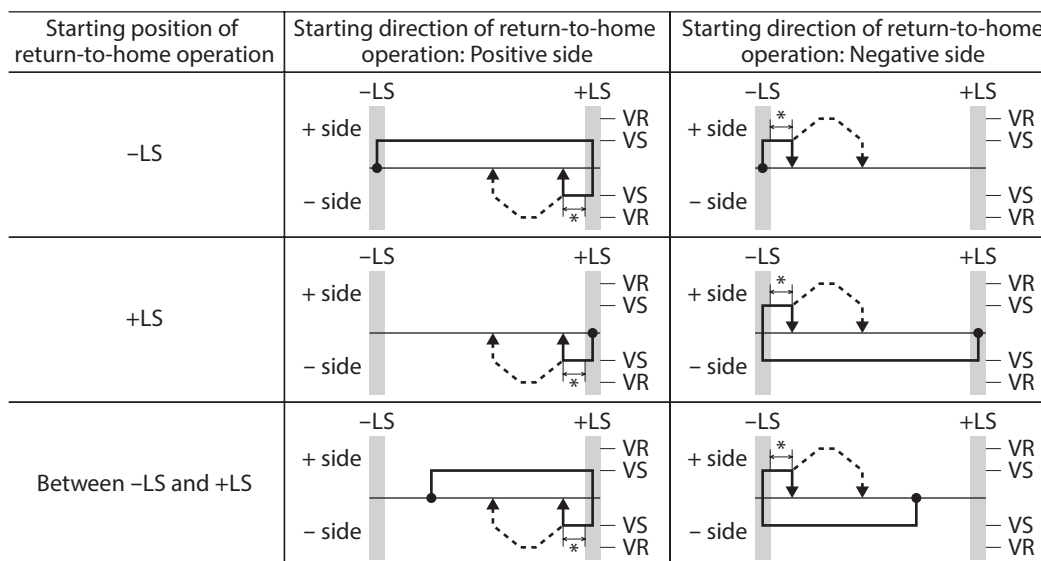 Starting position of
return-to-home operation
Starting direction of return-to-home
operation: Positive side
Starting direction of return-to-home
operation: Negative side
–LS
–LS +LS
+ side
– side
VR
VS
VS
VR
*
–LS +LS
+ side
– side
VR
VS
VS
VR
*
+LS
–LS +LS
+ side
– side
VR
VS
VS
VR
*
–LS +LS
+ side
– side
VR
VS
VS
VR
*
Between –LS and +LS
–LS +LS
+ side
– side
VR
VS
VS
VR
*
–LS +LS
+ side
– side
VR
VS
VS
VR
*